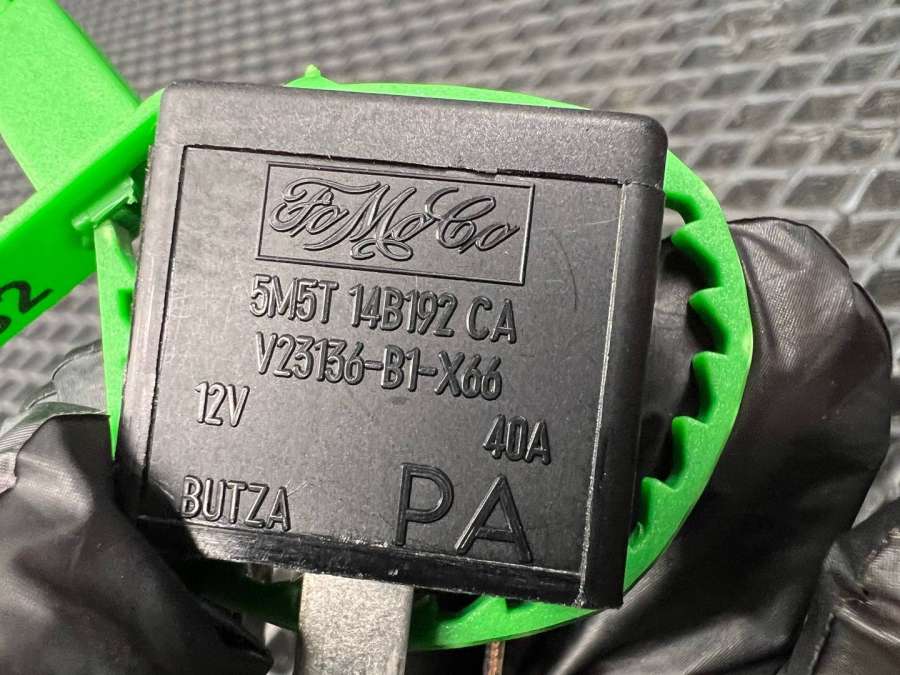 FoMoCo
5M5T 14B192 CA
V23136-B1-X66
12V
40A
BUTZA
PA